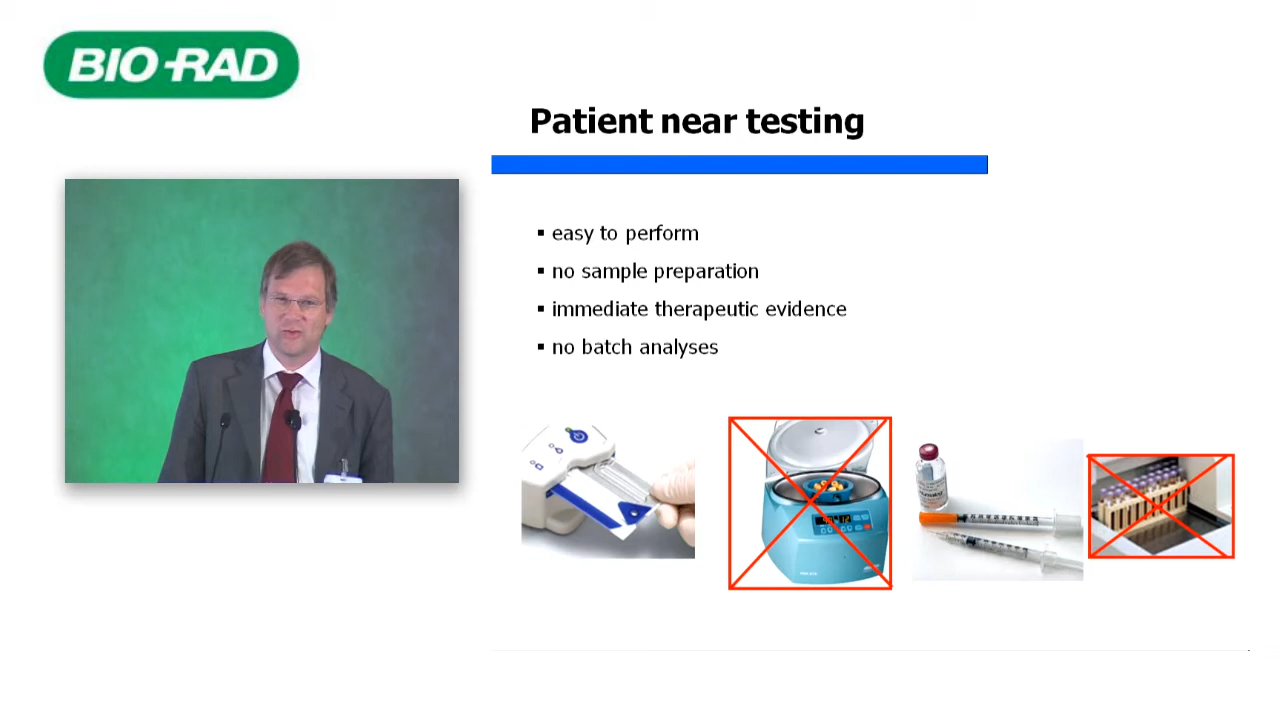 BIO-RAD
Patient near testing
▪ easy to perform
▪ no sample preparation
▪ immediate therapeutic evidence
▪ no batch analyses